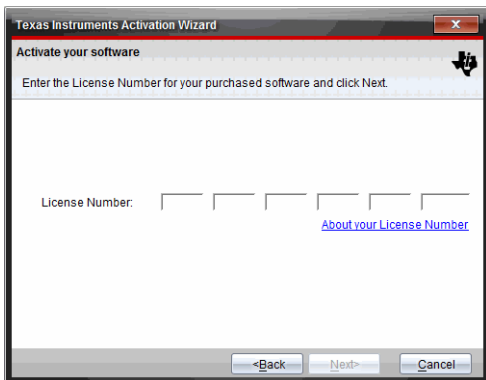 Texas Instruments Activation Wizard
Activate your software
Enter the License Number for your purchased software and click Next.
License Number:
About your License Number
<Back Next> Cancel